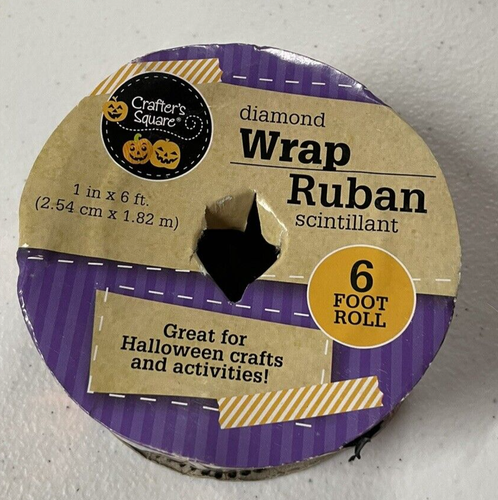 Crafter's
Square®
diamond
Wrap
Ruban
scintillant
1 in x 6 ft.
(2.54 cm x 1.82 m)
6
FOOT
ROLL
Great for
Halloween crafts
and activities!